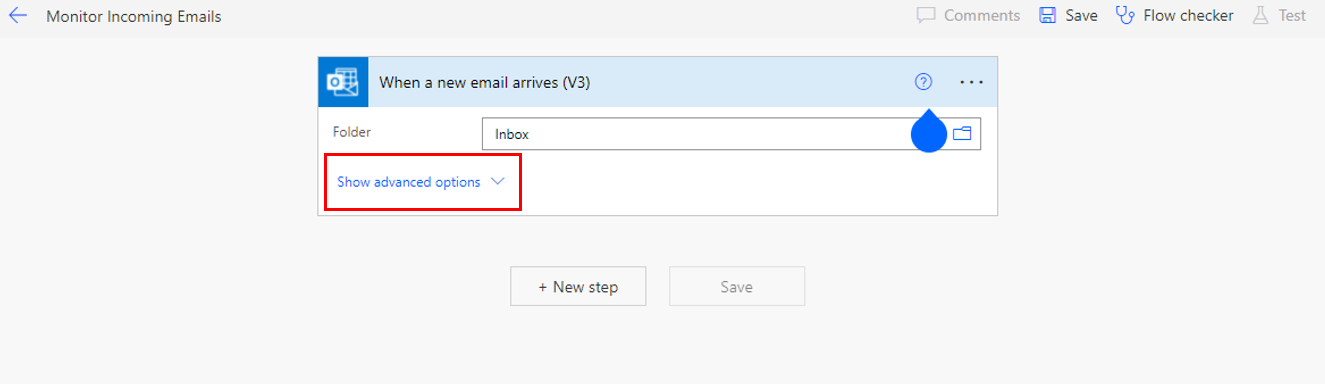 Monitor Incoming Emails
Comments Save Flow checker Test
When a new email arrives (V3)
Folder Inbox
Show advanced options
+ New step Save